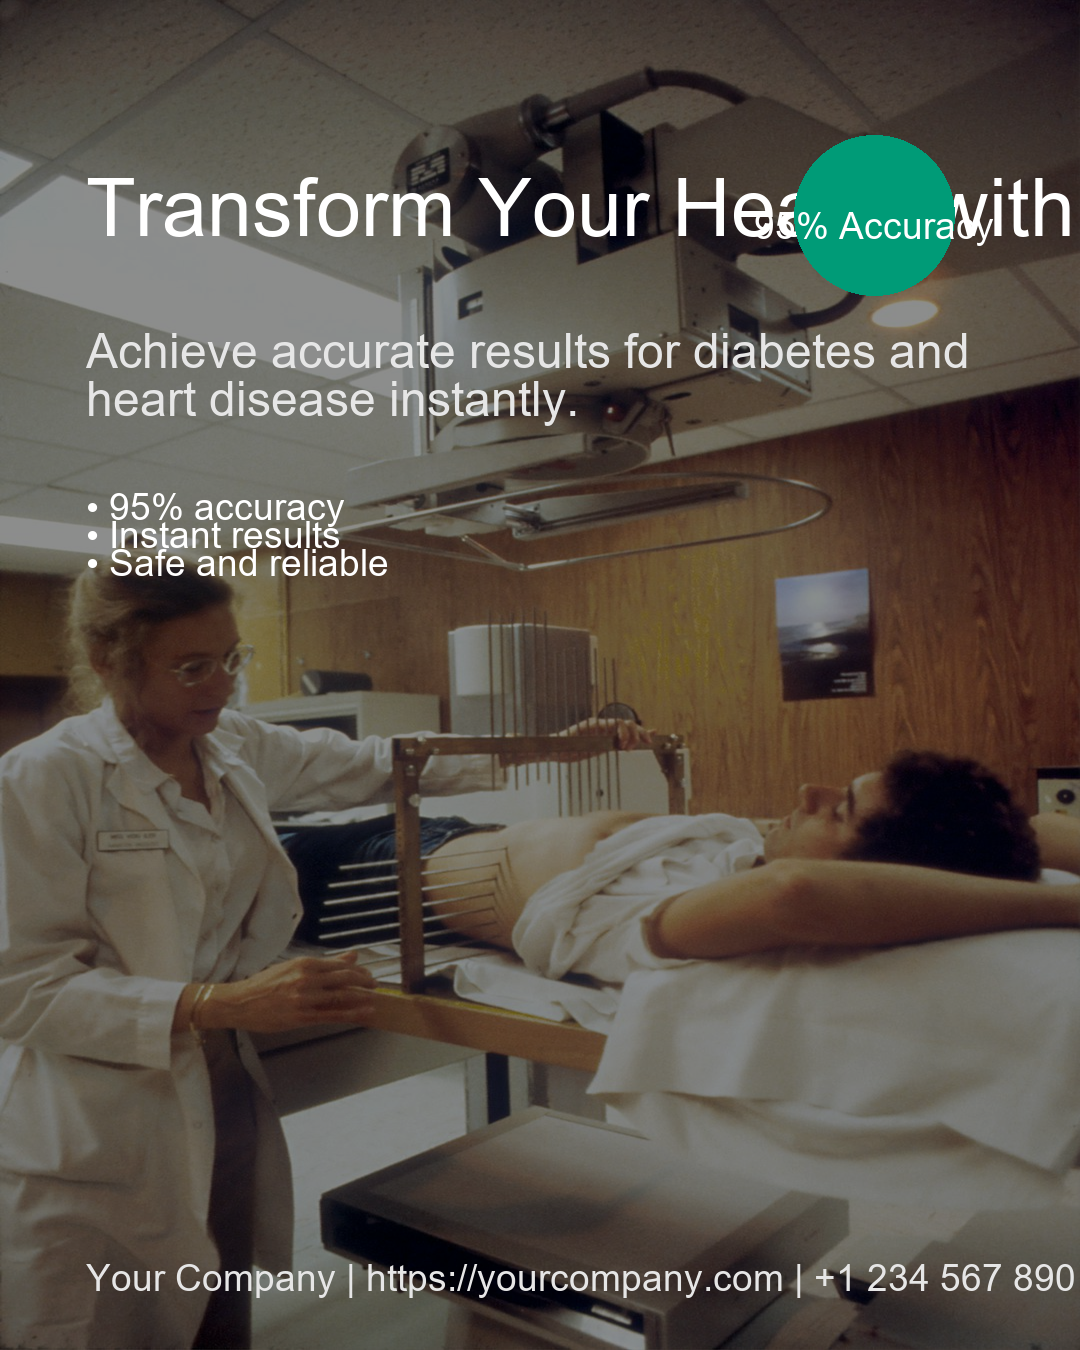 Transform Your Hea with
95% Accuracy
Achieve accurate results for diabetes and
heart disease instantly.
• 95% accuracy
• Instant results
• Safe and reliable
Your Company | https://yourcompany.com | +1 234 567 890